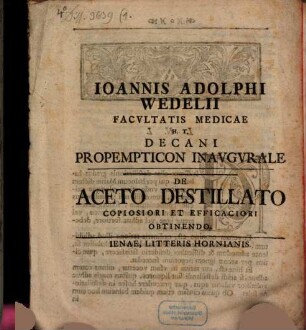 IOANNIS ADOLPHI
WEDELII
FACVLTATIS MEDICAE
H. T.
DECANI
PROPEMPTICON INAVGVRALE
DE
ACETO DESTILLATO
COPIOSIORI ET EFFICACIORI
OBTINENDO.
IENAE, LITTERIS HORNIANIS.